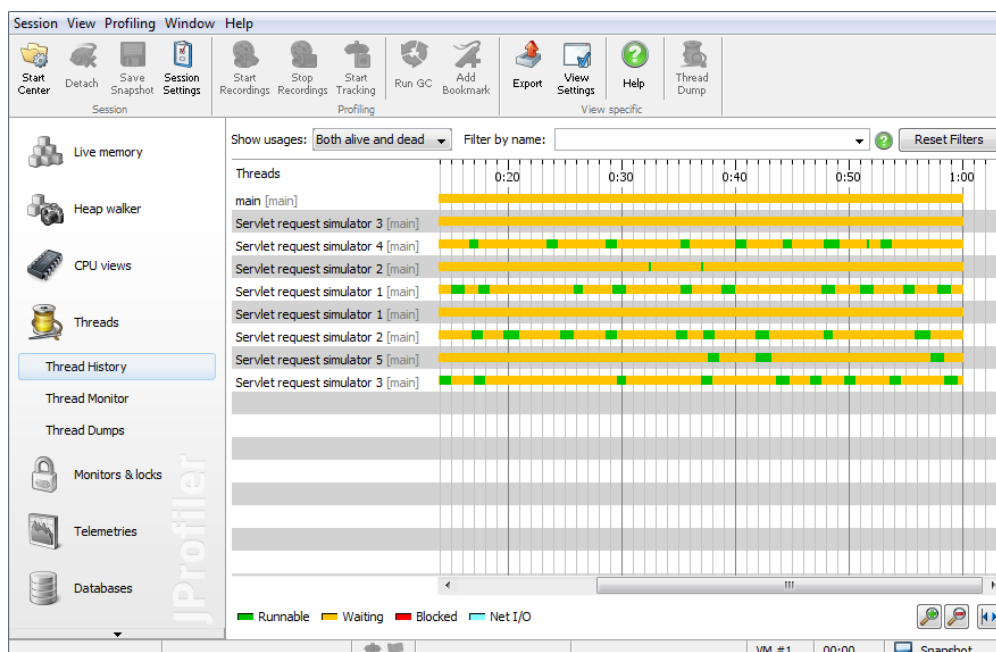 Session View Profiling Window Help
Start Center
Detach
Save Snapshot
Session Settings
Start Recordings
Stop Recordings
Start Tracking
Run GC
Add Bookmark
Export
View Settings
Help
Thread Dump
Session
Profiling
View specific
Live memory
Heap walker
CPU views
Threads
Thread History
Thread Monitor
Thread Dumps
Monitors & locks
Telemetries
Databases
JProfiler
Show usages: Both alive and dead Filter by name: Reset Filters
Threads 0:20 0:30 0:40 0:50 1:00
main [main]
Servlet request simulator 3 [main]
Servlet request simulator 4 [main]
Servlet request simulator 2 [main]
Servlet request simulator 1 [main]
Servlet request simulator 1 [main]
Servlet request simulator 2 [main]
Servlet request simulator 5 [main]
Servlet request simulator 3 [main]
Runnable Waiting Blocked Net I/O
VM #1 00:00 Snapshot